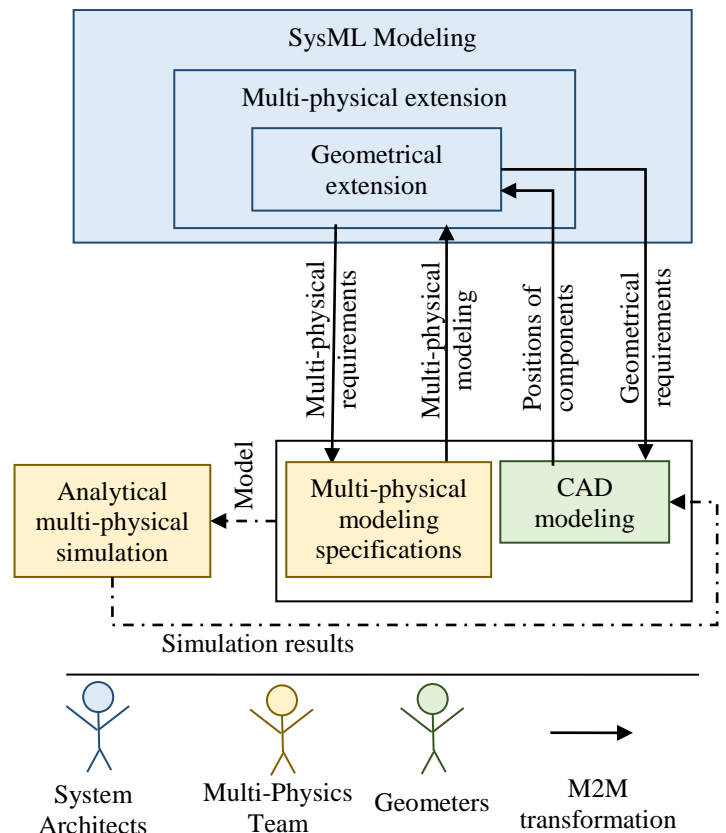 SysML Modeling
Multi-physical extension
Geometrical
extension
Multi-physical
requirements
Multi-physical
modeling
Positions of
components
Geometrical
requirements
Analytical
multi-physical
simulation
Model
Multi-physical
modeling
specifications
CAD
modeling
Simulation results
System
Architects
Multi-Physics
Team
Geometers
M2M
transformation